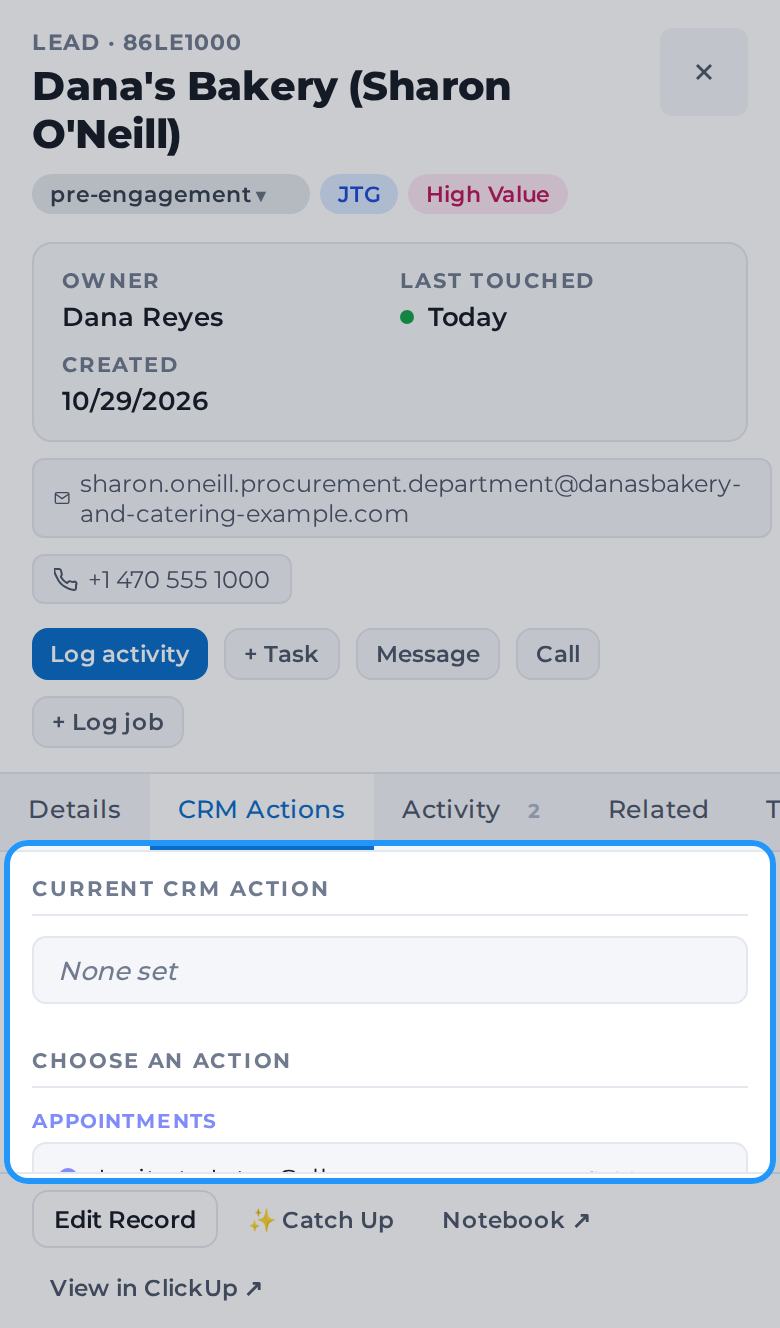 LEAD · 86LE1000
Dana's Bakery (Sharon
O'Neill)
×
pre-engagement ▾ JTG High Value
OWNER LAST TOUCHED
Dana Reyes Today
CREATED
10/29/2026
sharon.oneill.procurement.department@danasbakery-
and-catering-example.com
+1 470 555 1000
Log activity + Task Message Call
+ Log job
Details CRM Actions Activity 2 Related
CURRENT CRM ACTION
None set
CHOOSE AN ACTION
APPOINTMENTS
Edit Record ✨ Catch Up Notebook ↗
View in ClickUp ↗